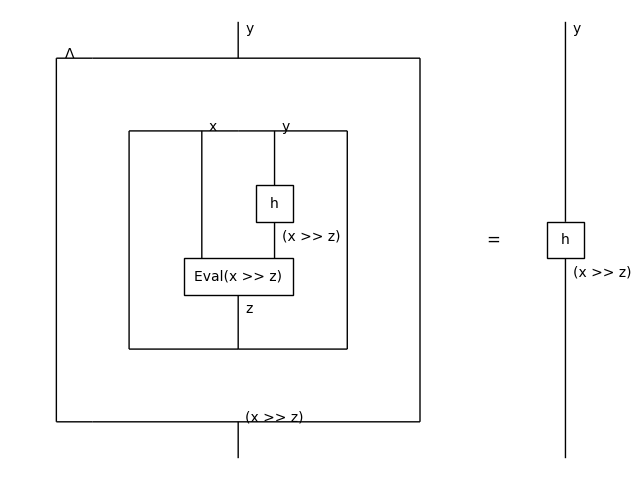 y
Λ
x y
h
(x >> z)
Eval(x >> z)
z
(x >> z)
=
y
h
(x >> z)